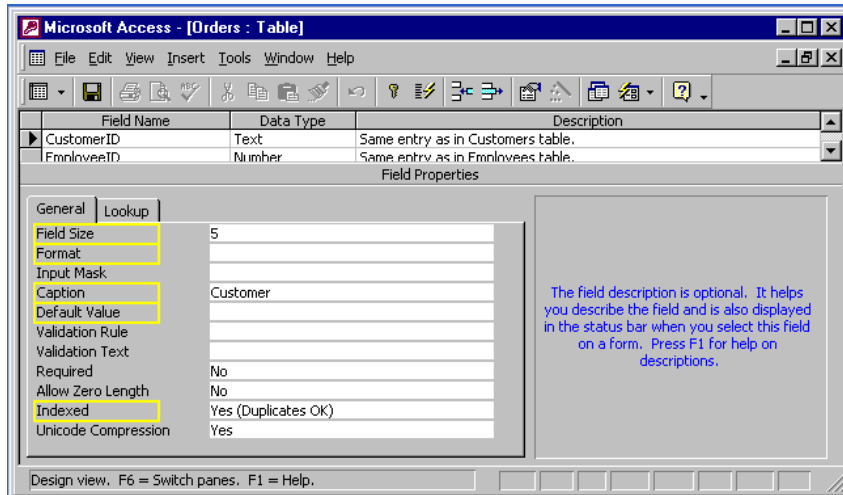 Microsoft Access - [Orders : Table]
File Edit View Insert Tools Window Help
Field Name Data Type Description
CustomerID Text Same entry as in Customers table.
EmployeeID Number Same entry as in Employees table.
Field Properties
General Lookup
Field Size 5
Format
Input Mask
Caption Customer
Default Value
Validation Rule
Validation Text
Required No
Allow Zero Length No
Indexed Yes (Duplicates OK)
Unicode Compression Yes
The field description is optional. It helps
you describe the field and is also displayed
in the status bar when you select this field
on a form. Press F1 for help on
descriptions.
Design view. F6 = Switch panes. F1 = Help.